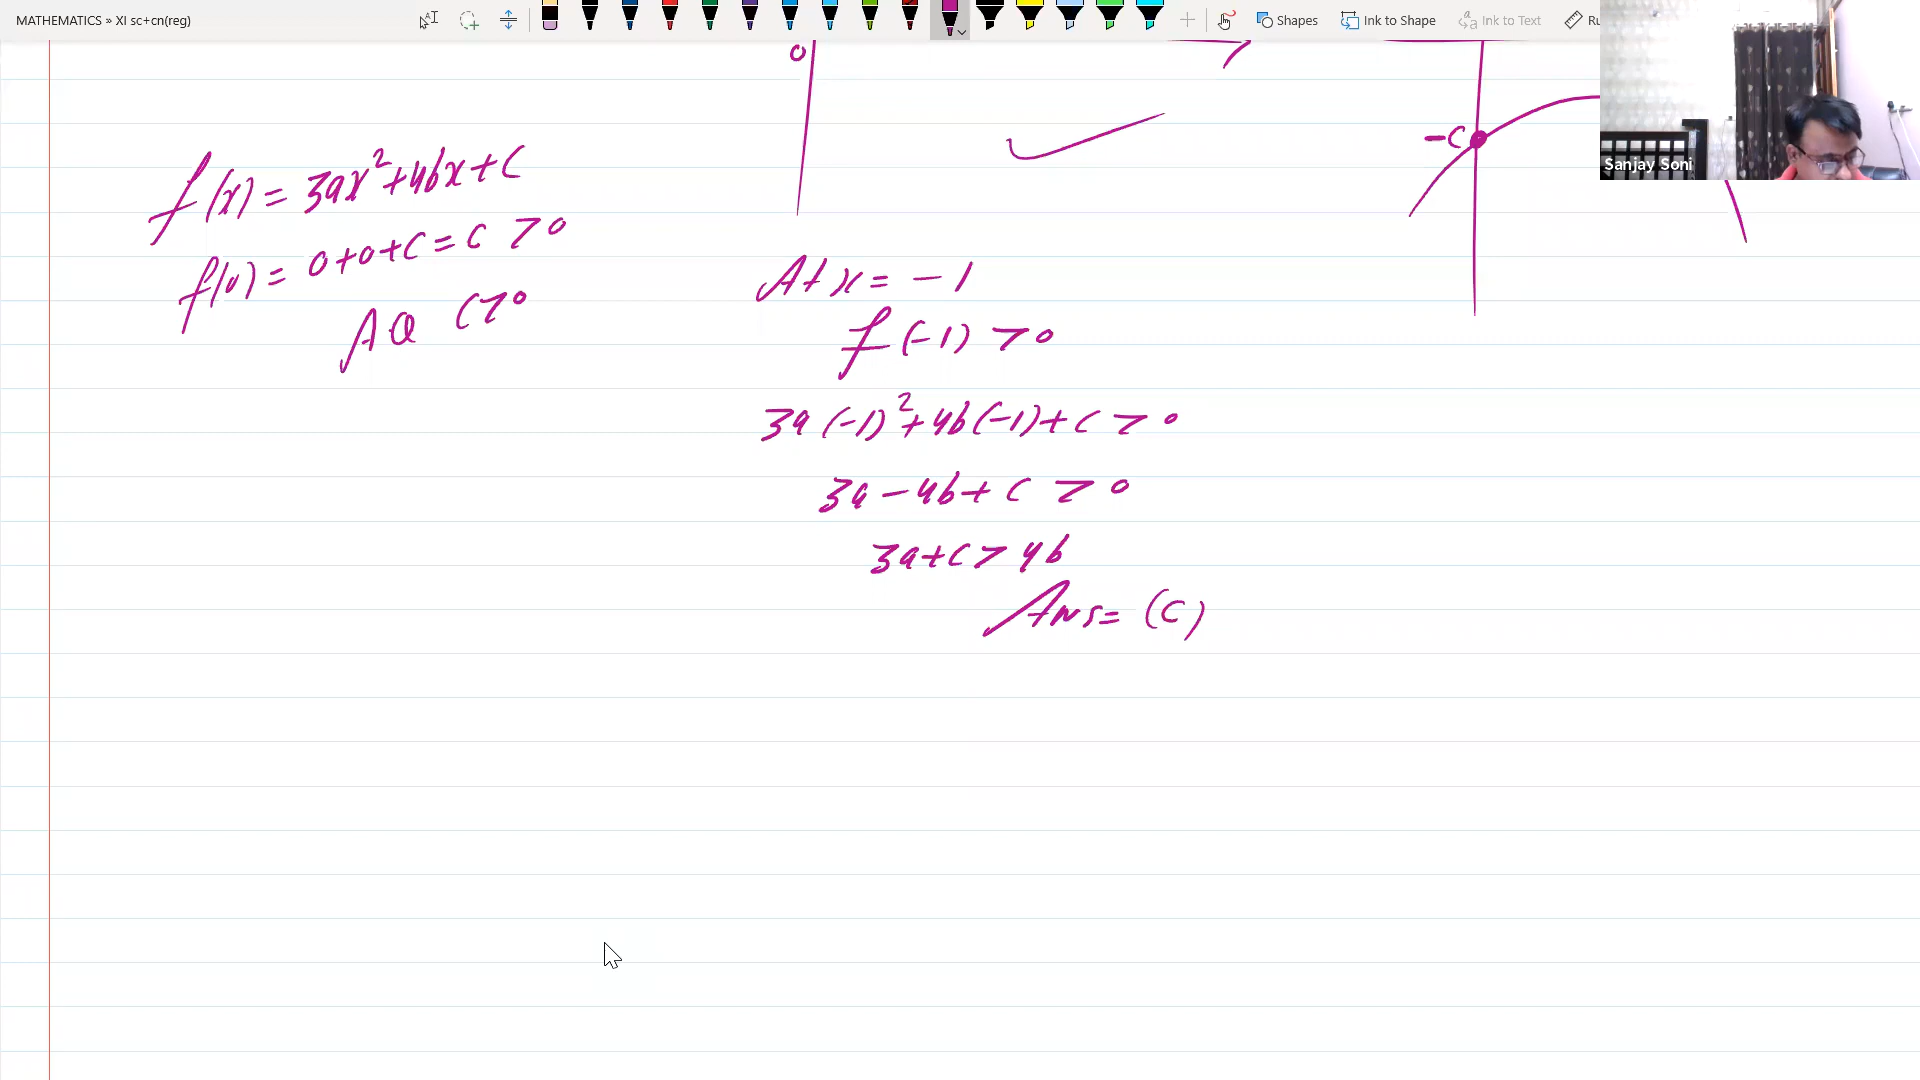 MATHEMATICS » XI sc+cn(reg)
Shapes
Ink to Shape
Ink to Text
Sanjay Soni
0
-C
f(x) = 3ax²+4bx+C
f(0) = 0+0+C = C > 0
AQ C>0
At x = -1
f(-1) > 0
3a(-1)²+4b(-1)+C > 0
3a-4b+C > 0
3a+C > 4b
Ans = (C)